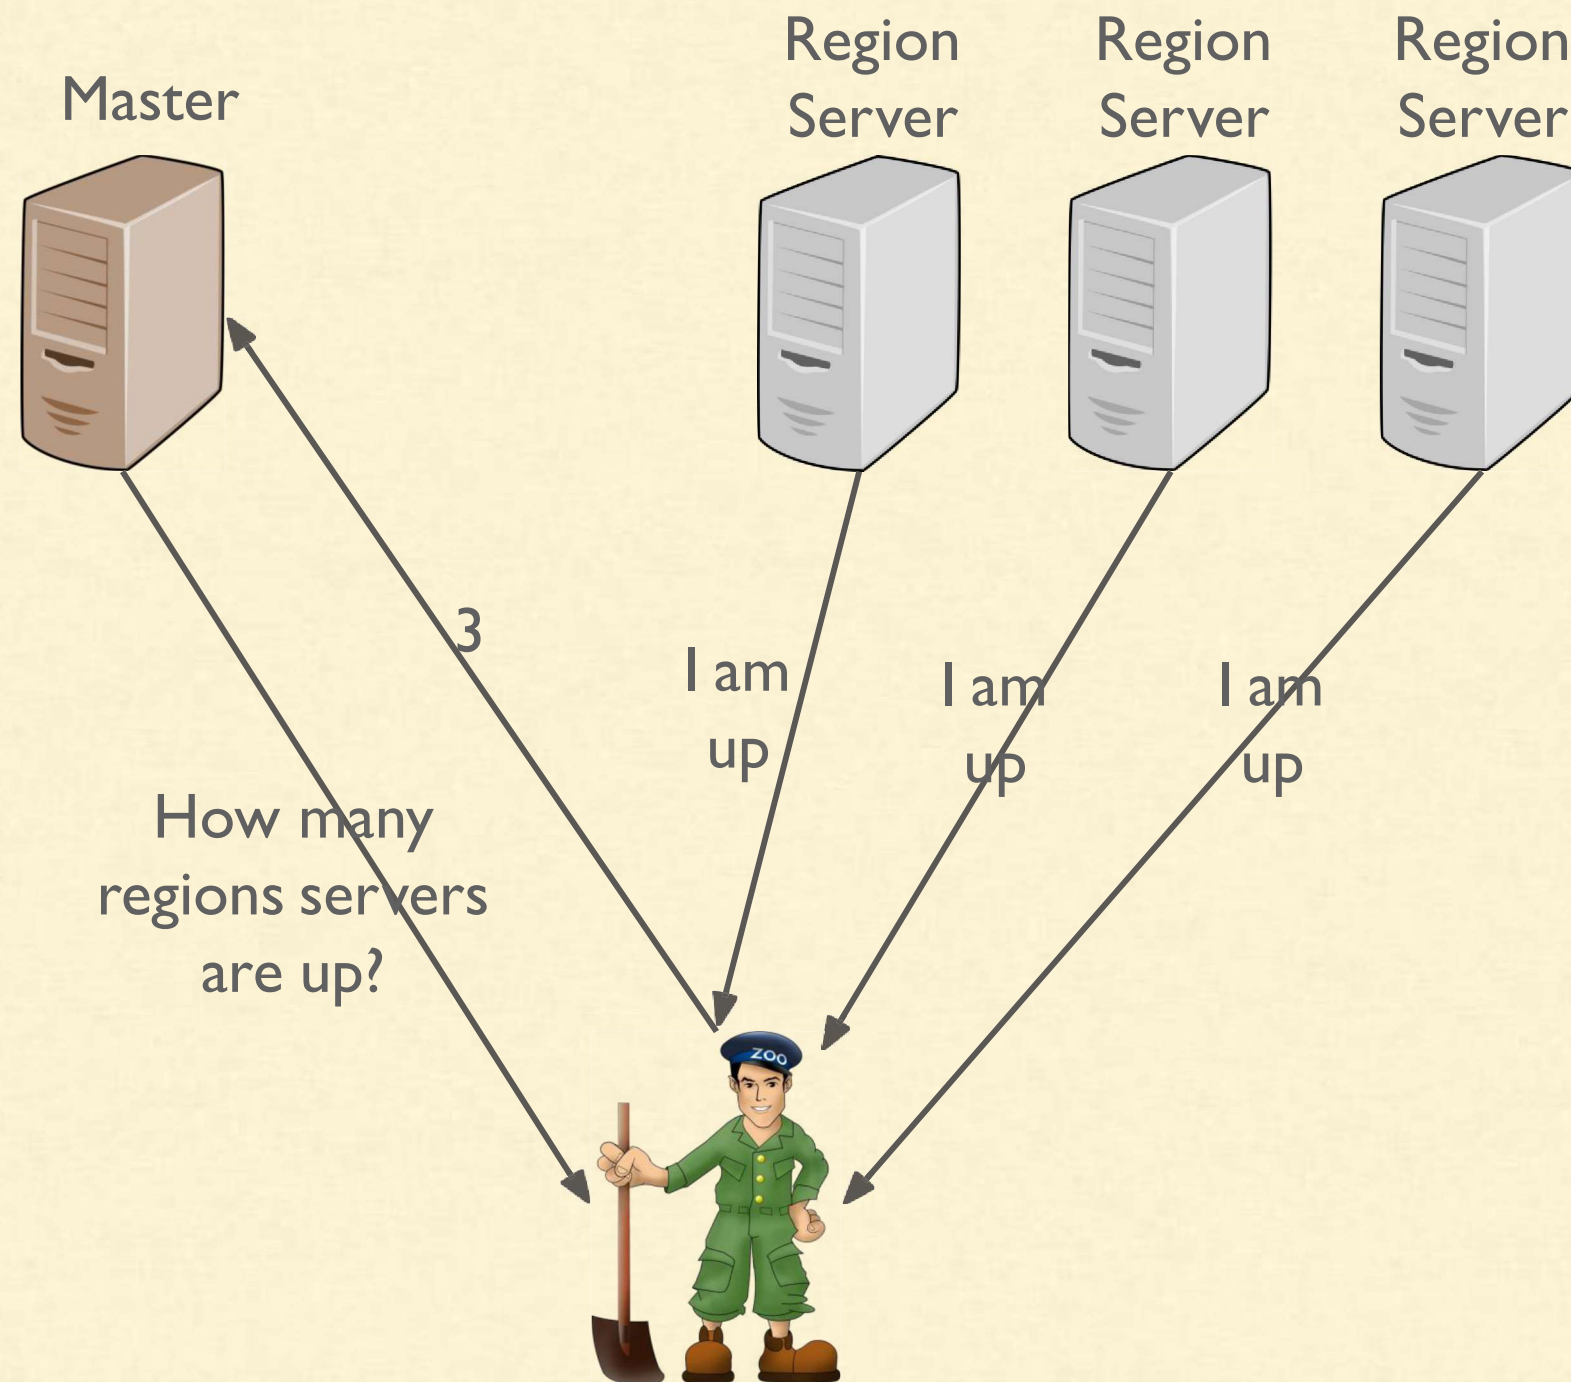 Master
Region
Server
Region
Server
Region
Server
3
I am
up
I am
up
I am
up
How many
regions servers
are up?
ZOO